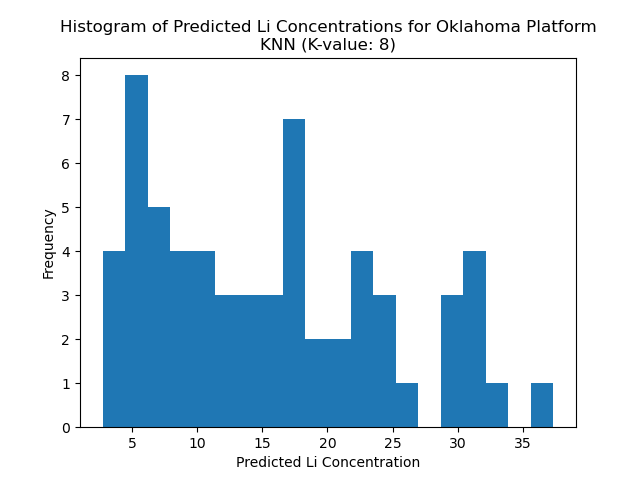 Histogram of Predicted Li Concentrations for Oklahoma Platform
KNN (K-value: 8)
8
7
6
5
4
3
2
1
0
Frequency
5 10 15 20 25 30 35
Predicted Li Concentration